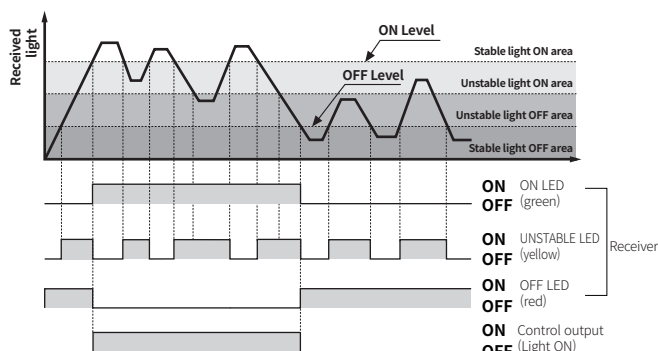 Received
light
ON Level
OFF Level
Stable light ON area
Unstable light ON area
Unstable light OFF area
Stable light OFF area
ON ON LED
OFF (green)
ON UNSTABLE LED
OFF (yellow)
Receiver
ON OFF LED
OFF (red)
ON Control output
OFF (Light ON)